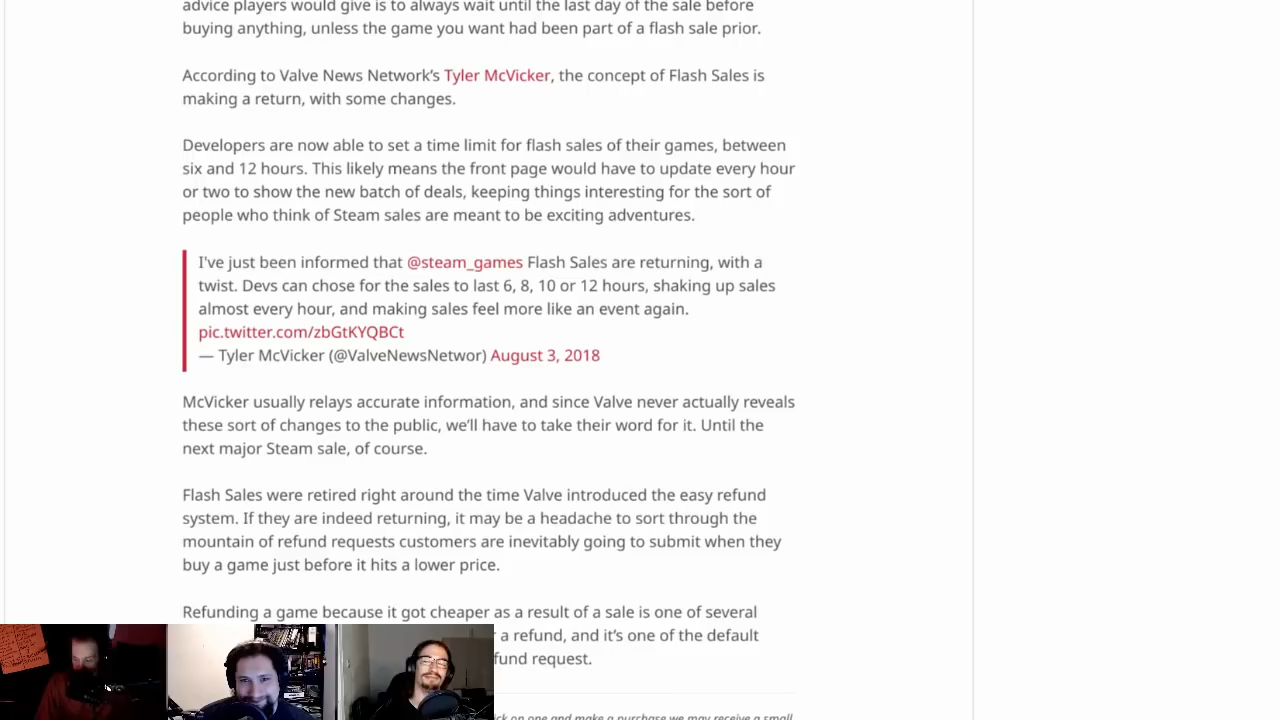 advice players would give is to always wait until the last day of the sale before
buying anything, unless the game you want had been part of a flash sale prior.
According to Valve News Network's Tyler McVicker, the concept of Flash Sales is
making a return, with some changes.
Developers are now able to set a time limit for flash sales of their games, between
six and 12 hours. This likely means the front page would have to update every hour
or two to show the new batch of deals, keeping things interesting for the sort of
people who think of Steam sales are meant to be exciting adventures.
I've just been informed that @steam_games Flash Sales are returning, with a
twist. Devs can chose for the sales to last 6, 8, 10 or 12 hours, shaking up sales
almost every hour, and making sales feel more like an event again.
pic.twitter.com/zbGtKYQBCt
— Tyler McVicker (@ValveNewsNetwor) August 3, 2018
McVicker usually relays accurate information, and since Valve never actually reveals
these sort of changes to the public, we'll have to take their word for it. Until the
next major Steam sale, of course.
Flash Sales were retired right around the time Valve introduced the easy refund
system. If they are indeed returning, it may be a headache to sort through the
mountain of refund requests customers are inevitably going to submit when they
buy a game just before it hits a lower price.
Refunding a game because it got cheaper as a result of a sale is one of several
a refund, and it's one of the default
fund request.
ick on one and make a purchase we may receive a small